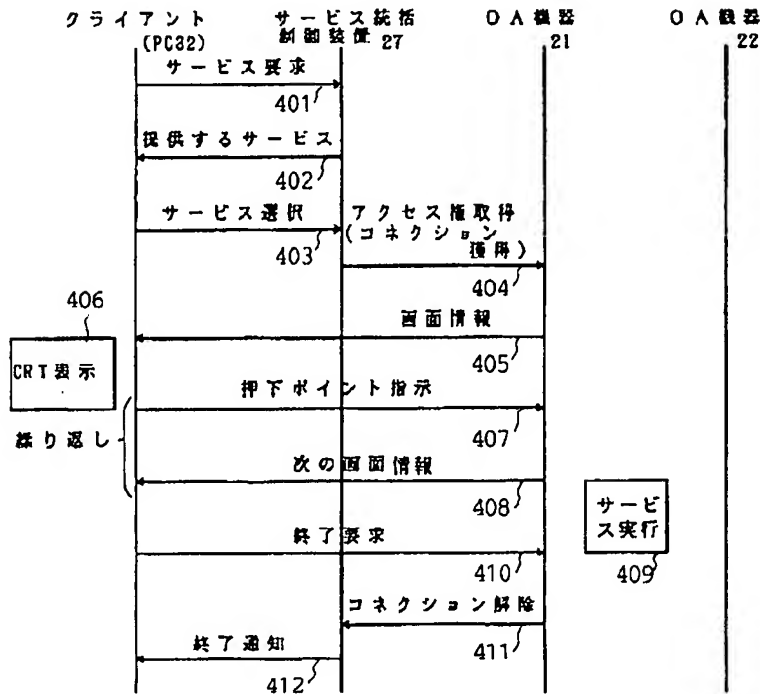 クライアント
(PC32)
サービス統括
制御装置 27
OA機器
21
OA機器
22
サービス要求
401
提供するサービス
402
サービス選択
403
アクセス権取得
(コネクション
獲得)
404
画面情報
405
406
CRT表示
押下ポイント指示
407
繰り返し
次の画面情報
408
サービ
ス実行
409
終了要求
410
コネクション解除
411
終了通知
412